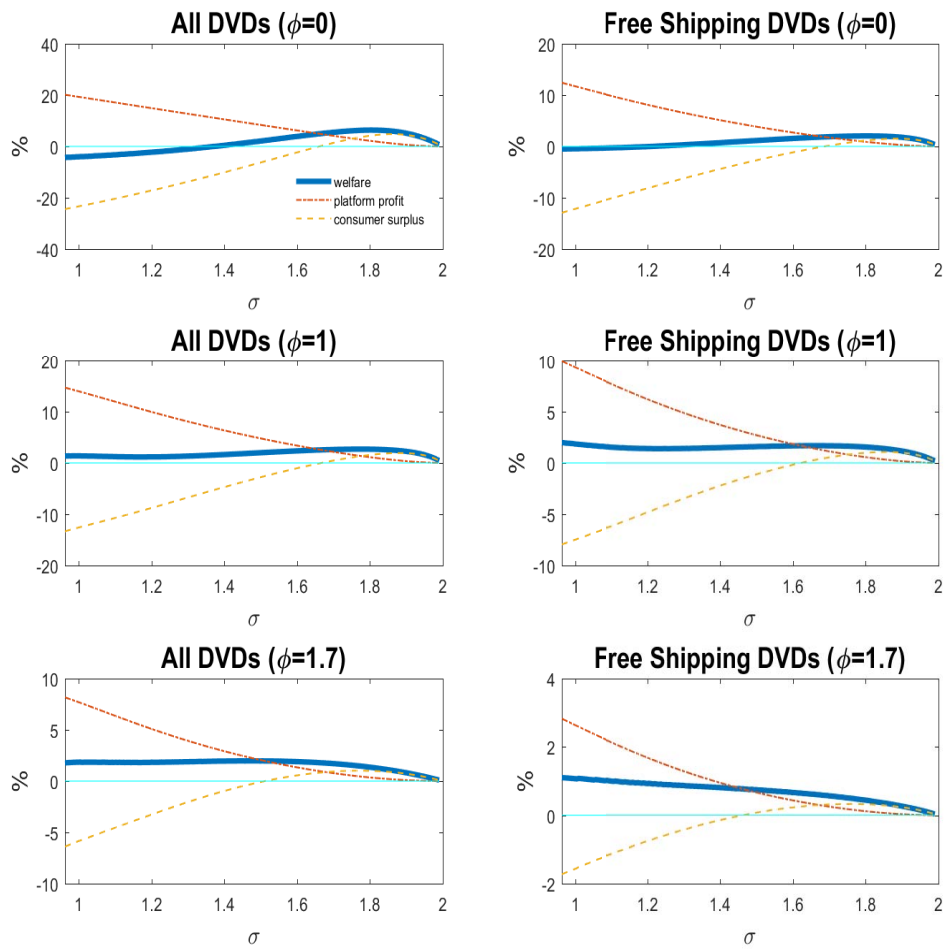 All DVDs (ϕ=0)
40
20
0
-20
-40
%
welfare
platform profit
consumer surplus
1 1.2 1.4 1.6 1.8 2
σ
Free Shipping DVDs (ϕ=0)
20
10
0
-10
-20
%
1 1.2 1.4 1.6 1.8 2
σ
All DVDs (ϕ=1)
20
10
0
-10
-20
%
1 1.2 1.4 1.6 1.8 2
σ
Free Shipping DVDs (ϕ=1)
10
5
0
-5
-10
%
1 1.2 1.4 1.6 1.8 2
σ
All DVDs (ϕ=1.7)
10
5
0
-5
-10
%
1 1.2 1.4 1.6 1.8 2
σ
Free Shipping DVDs (ϕ=1.7)
4
2
0
-2
%
1 1.2 1.4 1.6 1.8 2
σ